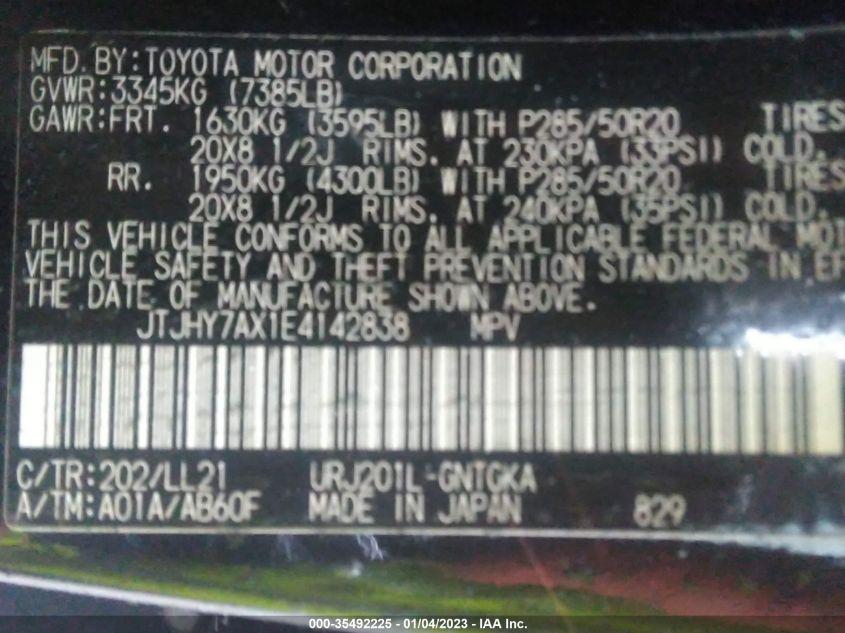 MFD. BY: TOYOTA MOTOR CORPORATION
GVWR: 3345KG (7385LB)
GAWR: FRT. 1630KG (3595LB) WITH P285/50R20 TIRES
20X8 1/2J RIMS. AT 230KPA (33PSI) COLD.
RR. 1950KG (4300LB) WITH P285/50R20 TIRES
20X8 1/2J RIMS. AT 240KPA (35PSI) COLD.
THIS VEHICLE CONFORMS TO ALL APPLICABLE FEDERAL MOT
VEHICLE SAFETY AND THEFT PREVENTION STANDARDS IN EF
THE DATE OF MANUFACTURE SHOWN ABOVE.
JTJHY7AX1E4142838 MPV
C/TR: 202/LL21 URJ201L-GNTGKA
A/TM: A01A/AB60F MADE IN JAPAN 829
000-35492225 - 01/04/2023 - IAA Inc.